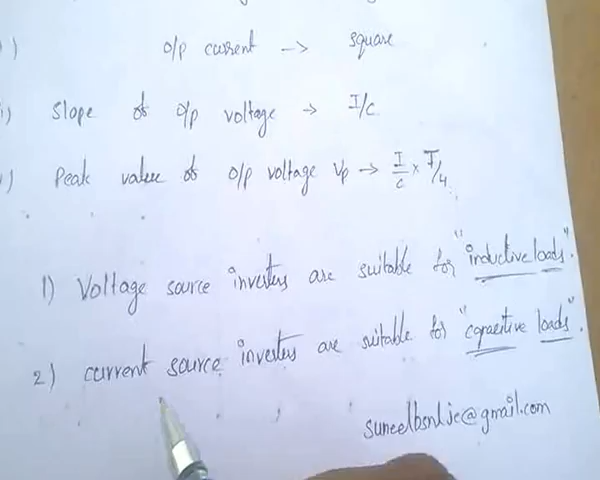 ) o/p current -> square
i) Slope of o/p voltage → I/c
) Peak value of o/p voltage Vp → I/c × T/4
1) Voltage source inverters are suitable for "inductive loads".
2) current source inverters are suitable for "capacitive loads".
suneelbsnlje@gmail.com